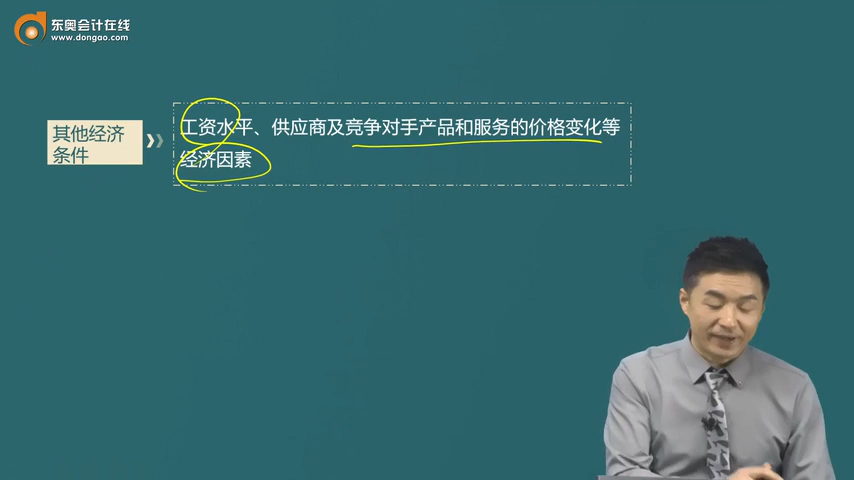 东奥会计在线
www.dongao.com
其他经济
条件
工资水平、供应商及竞争对手产品和服务的价格变化等
经济因素